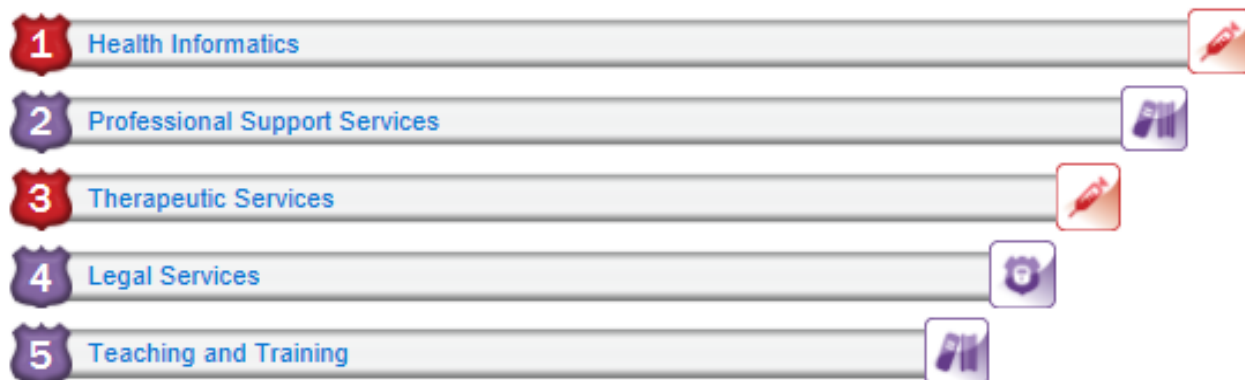 1 Health Informatics
2 Professional Support Services
3 Therapeutic Services
4 Legal Services
5 Teaching and Training